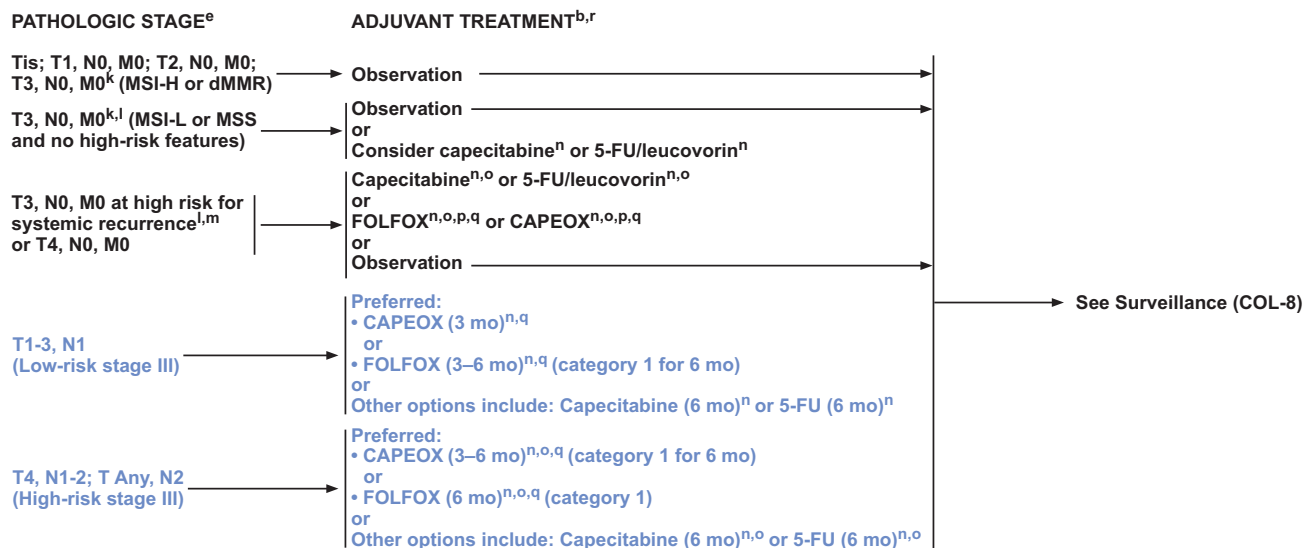 PATHOLOGIC STAGEᵉ
ADJUVANT TREATMENTᵇ,ʳ
Tis; T1, N0, M0; T2, N0, M0;
T3, N0, M0ᵏ (MSI-H or dMMR)
Observation
T3, N0, M0ᵏ,ˡ (MSI-L or MSS
and no high-risk features)
Observation
or
Consider capecitabineⁿ or 5-FU/leucovorinⁿ
T3, N0, M0 at high risk for
systemic recurrenceˡ,ᵐ
or T4, N0, M0
Capecitabineⁿ,ᵒ or 5-FU/leucovorinⁿ,ᵒ
or
FOLFOXⁿ,ᵒ,ᵖ,q or CAPEOXⁿ,ᵒ,ᵖ,q
or
Observation
See Surveillance (COL-8)
T1-3, N1
(Low-risk stage III)
Preferred:
• CAPEOX (3 mo)ⁿ,q
or
• FOLFOX (3–6 mo)ⁿ,q (category 1 for 6 mo)
or
Other options include: Capecitabine (6 mo)ⁿ or 5-FU (6 mo)ⁿ
T4, N1-2; T Any, N2
(High-risk stage III)
Preferred:
• CAPEOX (3–6 mo)ⁿ,ᵒ,q (category 1 for 6 mo)
or
• FOLFOX (6 mo)ⁿ,ᵒ,q (category 1)
or
Other options include: Capecitabine (6 mo)ⁿ,ᵒ or 5-FU (6 mo)ⁿ,ᵒ